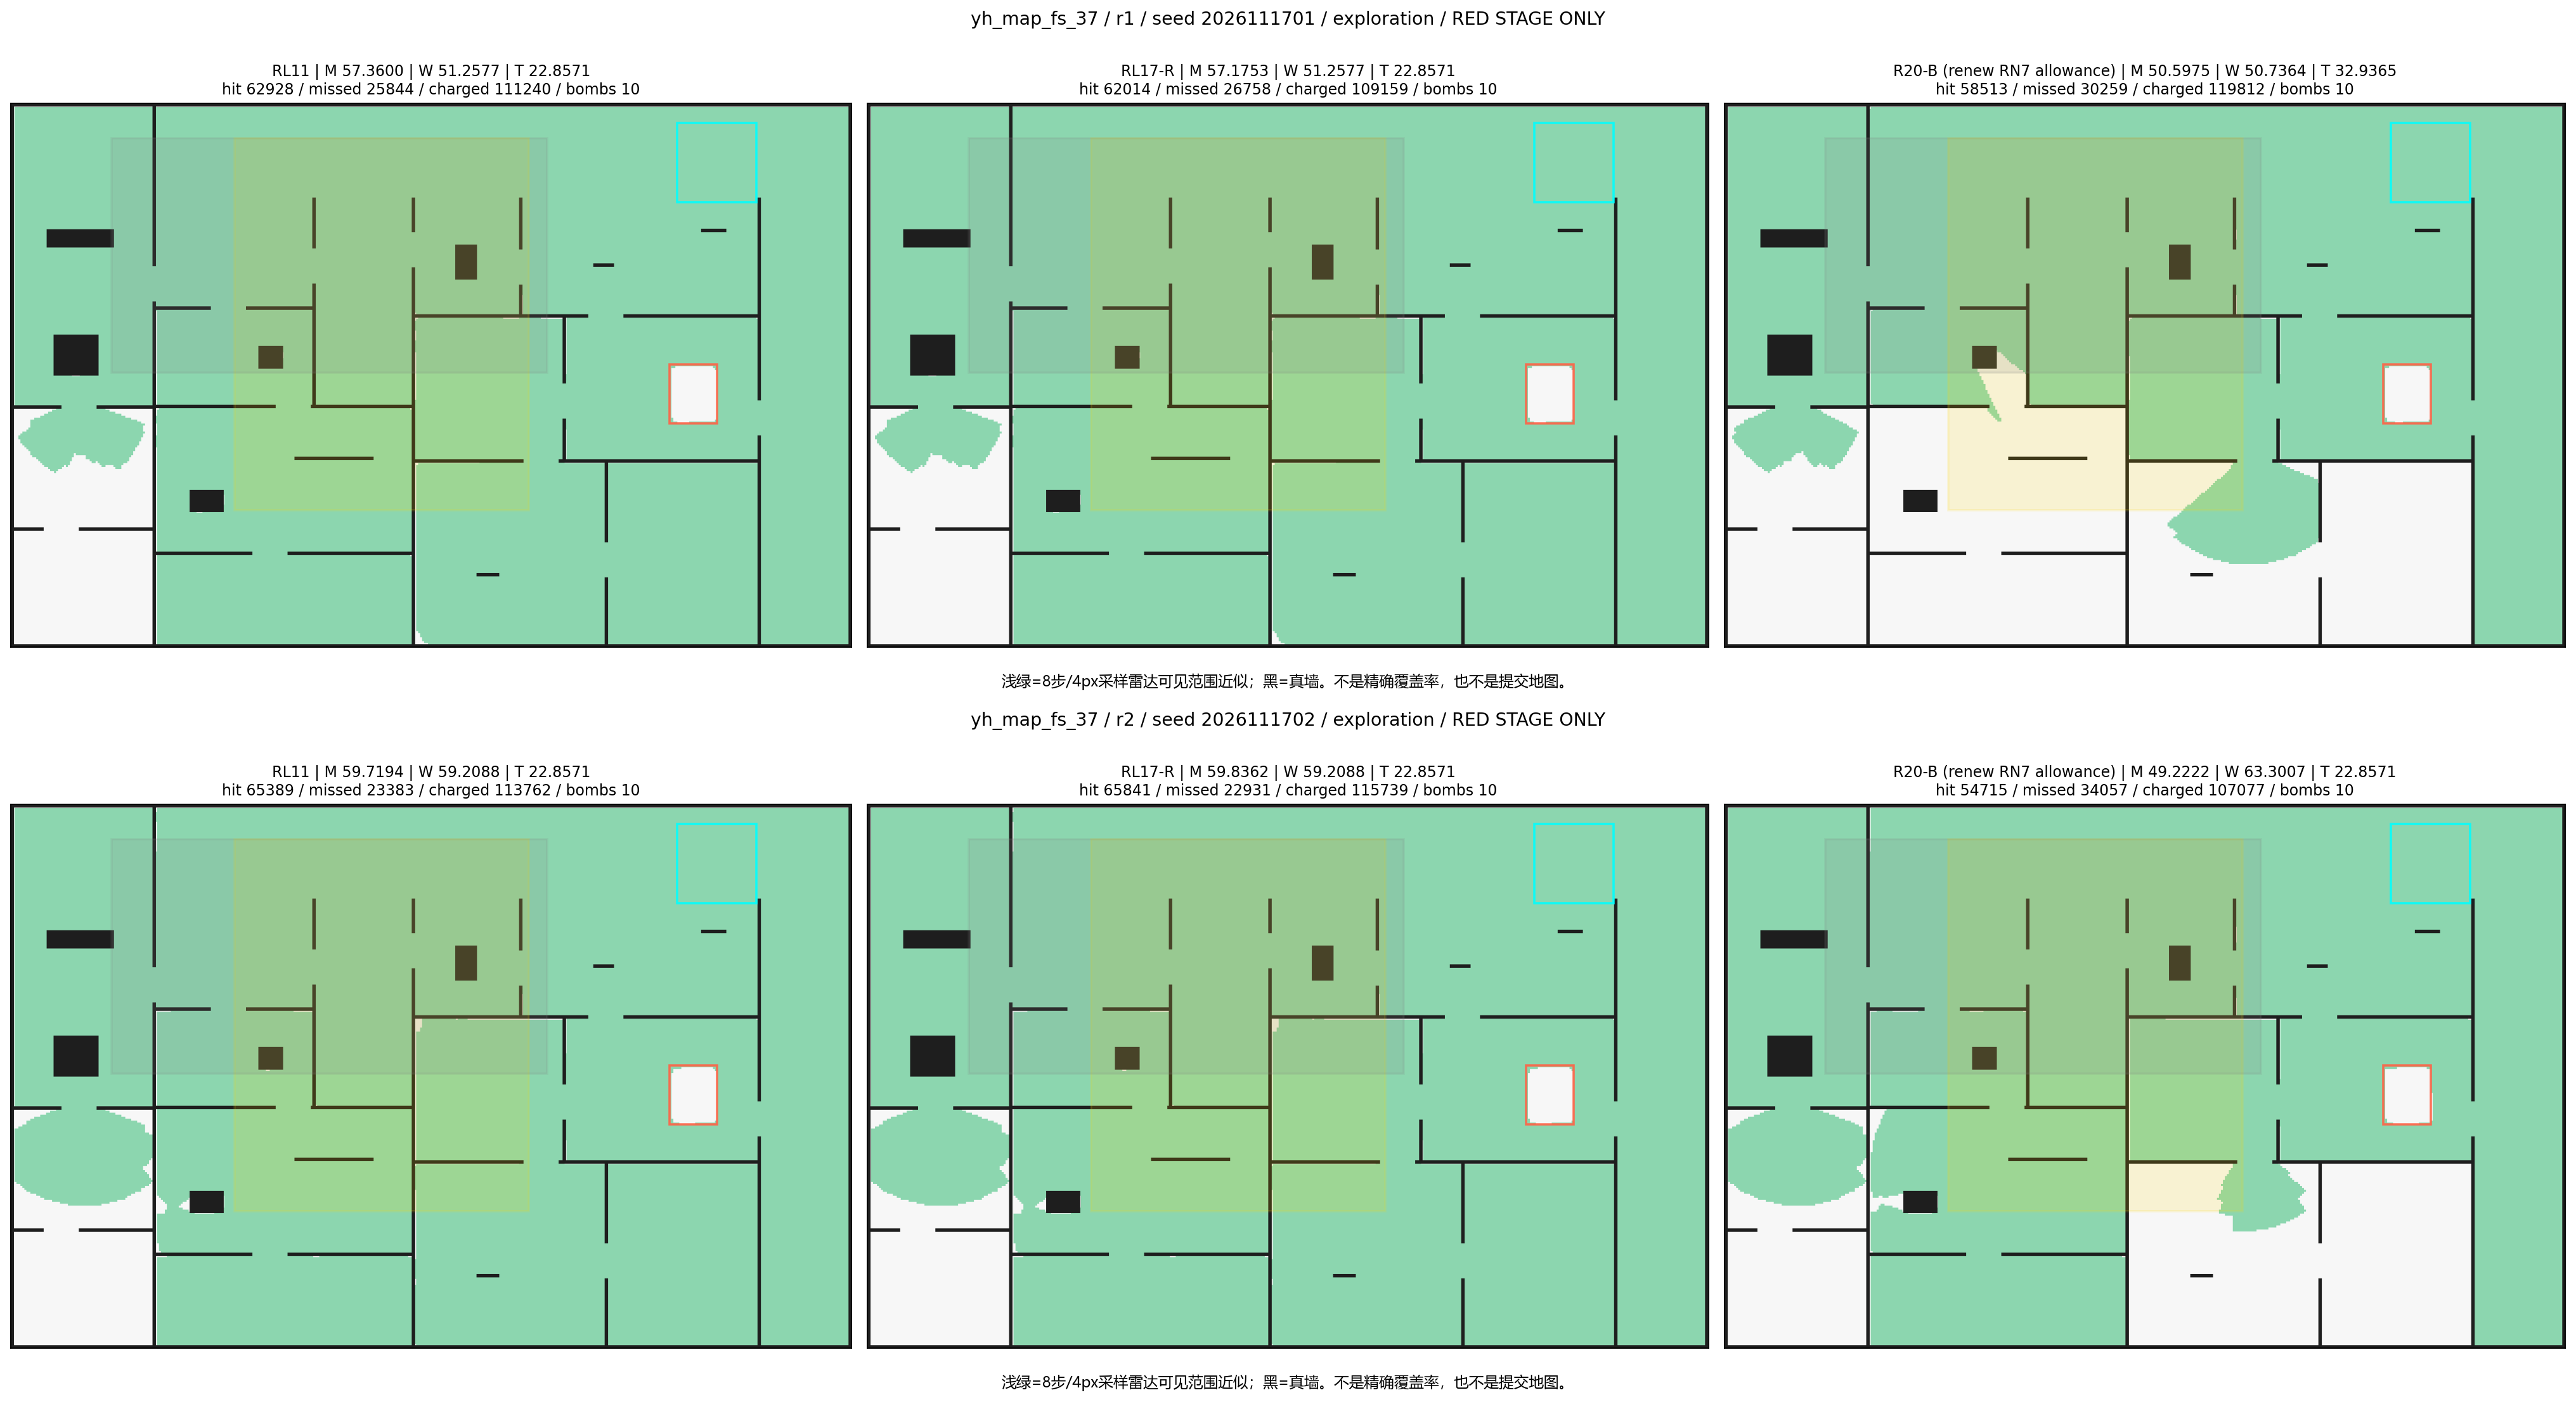 yh_map_fs_37 / r1 / seed 2026111701 / exploration / RED STAGE ONLY
RL11 | M 57.3600 | W 51.2577 | T 22.8571
hit 62928 / missed 25844 / charged 111240 / bombs 10
RL17-R | M 57.1753 | W 51.2577 | T 22.8571
hit 62014 / missed 26758 / charged 109159 / bombs 10
R20-B (renew RN7 allowance) | M 50.5975 | W 50.7364 | T 32.9365
hit 58513 / missed 30259 / charged 119812 / bombs 10
浅绿=8步/4px采样雷达可见范围近似；黑=真墙。不是精确覆盖率，也不是提交地图。
yh_map_fs_37 / r2 / seed 2026111702 / exploration / RED STAGE ONLY
RL11 | M 59.7194 | W 59.2088 | T 22.8571
hit 65389 / missed 23383 / charged 113762 / bombs 10
RL17-R | M 59.8362 | W 59.2088 | T 22.8571
hit 65841 / missed 22931 / charged 115739 / bombs 10
R20-B (renew RN7 allowance) | M 49.2222 | W 63.3007 | T 22.8571
hit 54715 / missed 34057 / charged 107077 / bombs 10
浅绿=8步/4px采样雷达可见范围近似；黑=真墙。不是精确覆盖率，也不是提交地图。